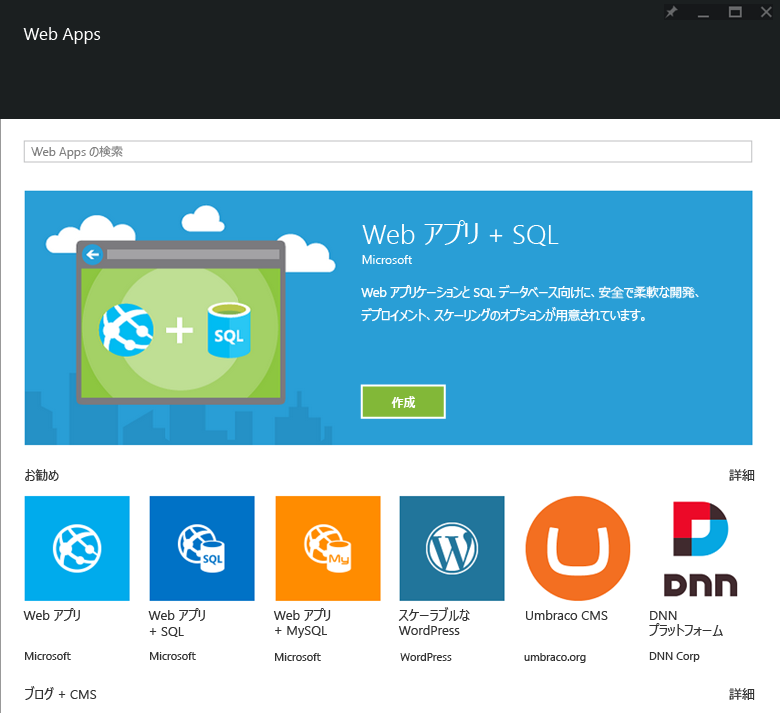 Web Apps
Web Apps の検索
Web アプリ + SQL
Microsoft
Web アプリケーションと SQL データベース向けに、安全で柔軟な開発、
デプロイメント、スケーリングのオプションが用意されています。
SQL
作成
お勧め
詳細
SQL
My
dnn
Web アプリ
Web アプリ
+ SQL
Web アプリ
+ MySQL
スケーラブルな
WordPress
Umbraco CMS
DNN
プラットフォーム
Microsoft
Microsoft
Microsoft
WordPress
umbraco.org
DNN Corp
ブログ + CMS
詳細